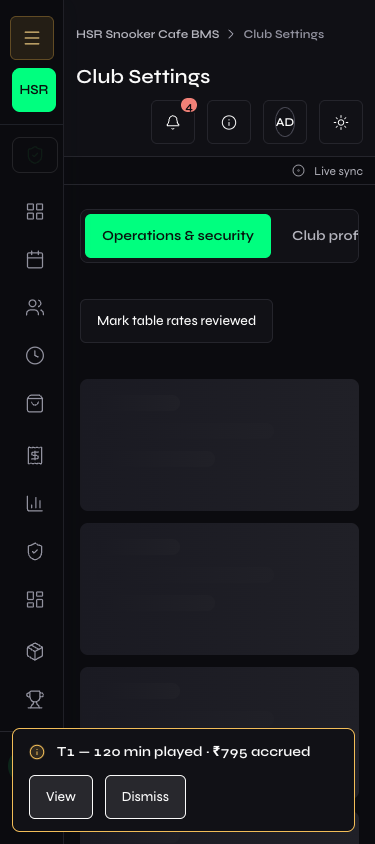 HSR
HSR Snooker Cafe BMS > Club Settings
Club Settings
4
AD
Live sync
Operations & security
Club prof
Mark table rates reviewed
T1 — 120 min played · ₹795 accrued
View
Dismiss